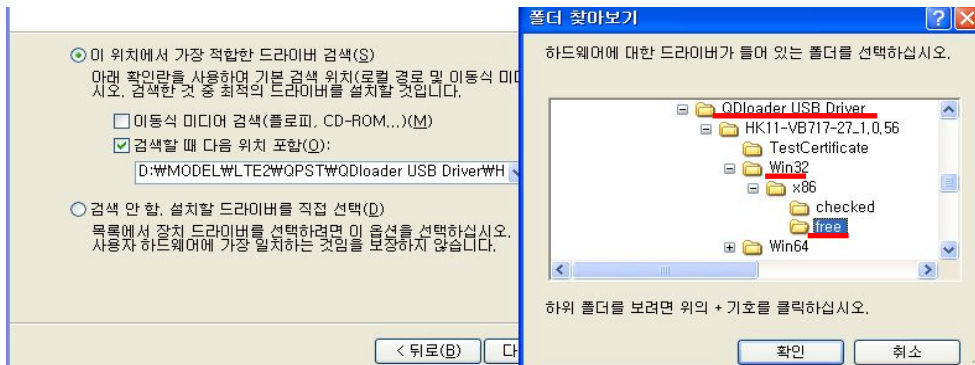 이 위치에서 가장 적합한 드라이버 검색(S)
아래 확인란을 사용하여 기본 검색 위치(로컬 경로 및 이동식 미디
시오. 검색한 것 중 최적의 드라이버를 설치할 것입니다.
이동식 미디어 검색(플로피, CD-ROM...)(M)
검색할 때 다음 위치 포함(O):
D:₩MODEL₩LTE2₩QPST₩QDloader USB Driver₩H
검색 안 함. 설치할 드라이버를 직접 선택(D)
목록에서 장치 드라이버를 선택하려면 이 옵션을 선택하십시오.
사용자 하드웨어에 가장 일치하는 것임을 보장하지 않습니다.
< 뒤로(B)
폴더 찾아보기
하드웨어에 대한 드라이버가 들어 있는 폴더를 선택하십시오.
QDloader USB Driver
HK11-VB717-27_1.0.56
TestCertificate
Win32
x86
checked
free
Win64
하위 폴더를 보려면 위의 + 기호를 클릭하십시오.
확인
취소